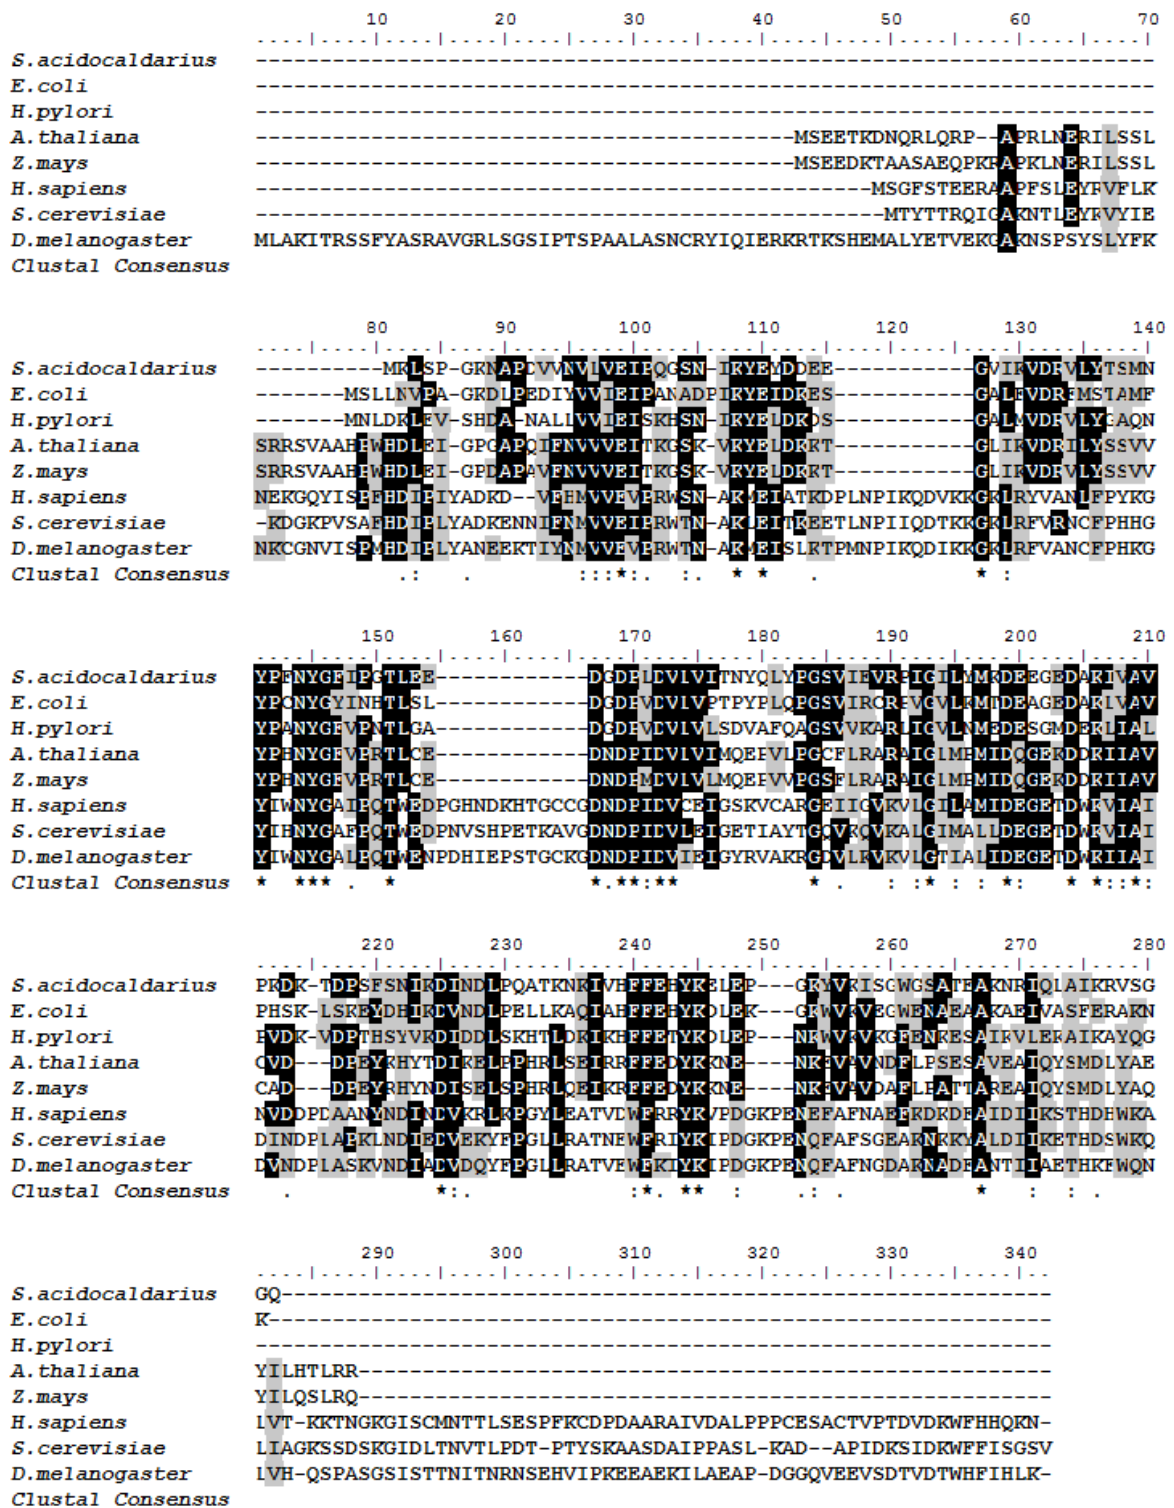 10 20 30 40 50 60 70
....|....|....|....|....|....|....|....|....|....|....|....|....|....|
S.acidocaldarius ----------------------------------------------------------------------
E.coli ----------------------------------------------------------------------
H.pylori ----------------------------------------------------------------------
A.thaliana ------------------------------------------MSEETKDNQRLQRP--APRLNERILSSL
Z.mays ------------------------------------------MSEEDKTAASAEQPKRAPKLNERILSSL
H.sapiens ------------------------------------------------MSGFSTEERAAPFSLEYRVFLK
S.cerevisiae -------------------------------------------------MTYTTRQIGAKNTLEYKVYIE
D.melanogaster MLAKITRSSFYASRAVGRLSGSIPTSPAALASNCRYIQIERKRTKSHEMALYETVEKGAKNSPSYSLYFK
Clustal Consensus
80 90 100 110 120 130 140
....|....|....|....|....|....|....|....|....|....|....|....|....|....|
S.acidocaldarius ----------MKLSP-GKNAPDVVNVLVEIPQGSN-IKYEYDDEE-----------GVIKVDRVLYTSMN
E.coli -------MSLLNVPA-GKDLPEDIYVVIEIPANADPIKYEIDKES-----------GALFVDRFMSTAMF
H.pylori -------MNLDKLEV-SHDA-NALLVVIEISKHSN-IKYELDKDS-----------GALMVDRVLYGAQN
A.thaliana SRRSVAAHPWHDLEI-GPGAPQIFNVVVEITKGSK-VKYELDKKT-----------GLIKVDRILYSSVV
Z.mays SRRSVAAHPWHDLEI-GPDAPAVFNVVVEITKGSK-VKYELDKKT-----------GLIKVDRVLYSSVV
H.sapiens NEKGQYISPFHDIPIYADKD--VFHMVVEVPRWSN-AKMEIATKDPLNPIKQDVKKGKLRYVANLFPYKG
S.cerevisiae -KDGKPVSAFHDIPLYADKENNIFNMVVEIPRWTN-AKLEITKEETLNPIIQDTKKGKLRFVRNCFPHHG
D.melanogaster NKCGNVISPMHDIPLYANEEKTIYNMVVEVPRWTN-AKMEISLKTPMNPIKQDIKKGKLRFVANCFPHKG
Clustal Consensus .: . :::*:. :. * * . * :
150 160 170 180 190 200 210
....|....|....|....|....|....|....|....|....|....|....|....|....|....|
S.acidocaldarius YPFNYGFIPGTLEE------------DGDPLDVLVITNYQLYPGSVIEVRPIGILYMKDEEGEDAKIVAV
E.coli YPCNYGYINHTLSL------------DGDPVDVLVPTPYPLQPGSVIRCRPVGVLKMTDEAGEDAKLVAV
H.pylori YPANYGFVPNTLGA------------DGDPVDVLVLSDVAFQAGSVVKARLIGVLNMEDESGMDEKLIAL
A.thaliana YPHNYGFVPRTLCE------------DNDPIDVLVIMQEPVLPGCFLRARAIGLMPMIDQGEKDDKIIAV
Z.mays YPHNYGFVPRTLCE------------DNDPMDVLVLMQEPVVPGSFLRARAIGLMPMIDQGEKDDKIIAV
H.sapiens YIWNYGAIPQTWEDPGHNDKHTGCCGDNDPIDVCEIGSKVCARGEIIGVKVLGILAMIDEGETDWKVIAI
S.cerevisiae YIHNYGAFPQTWEDPNVSHPETKAVGDNDPIDVLEIGETIAYTGQVKQVKALGIMALLDEGETDWKVIAI
D.melanogaster YIWNYGALPQTWENPDHIEPSTGCKGDNDPIDVIEIGYRVAKRGDVLKVKVLGTIALIDEGETDWKIIAI
Clustal Consensus * *** . * *.**:** * . : :* : : *: * *::*:
220 230 240 250 260 270 280
....|....|....|....|....|....|....|....|....|....|....|....|....|....|
S.acidocaldarius PKDK-TDPSFSNIKDINDLPQATKNKIVHFFEHYKELEP---GKYVKISGWGSATEAKNRIQLAIKRVSG
E.coli PHSK-LSKEYDHIKDVNDLPELLKAQIAHFFEHYKDLEK---GKWVKVEGWENAEAAKAEIVASFERAKN
H.pylori PVDK-VDPTHSYVKDIDDLSKHTLDKIKHFFETYKDLEP---NKWVKVKGFENKESAIKVLEKAIKAYQG
A.thaliana CVD---DPEYKHYTDIKELPPHRLSEIRRFFEDYKKNE----NKEVAVNDFLPSESAVEAIQYSMDLYAE
Z.mays CAD---DPEYRHYNDISELSPHRLQEIKRFFEDYKKNE----NKEVAVDAFLPATTAREAIQYSMDLYAQ
H.sapiens NVDDPDAANYNDINDVKRLKPGYLEATVDWFRRYKVPDGKPENEFAFNAEFKDKDFAIDIIKSTHDHWKA
S.cerevisiae DINDPLAPKLNDIEDVEKYFPGLLRATNEWFRIYKIPDGKPENQFAFSGEAKNKKYALDIIKETHDSWKQ
D.melanogaster DVNDPLASKVNDIADVDQYFPGLLRATVEWFKIYKIPDGKPENQFAFNGDAKNADFANTIIAETHKFWQN
Clustal Consensus . *:. :*. ** : .: . * : : .
290 300 310 320 330 340
....|....|....|....|....|....|....|....|....|....|....|....|..
S.acidocaldarius GQ------------------------------------------------------------
E.coli K-------------------------------------------------------------
H.pylori --------------------------------------------------------------
A.thaliana YILHTLRR------------------------------------------------------
Z.mays YILQSLRQ------------------------------------------------------
H.sapiens LVT-KKTNGKGISCMNTTLSESPFKCDPDAARAIVDALPPPCESACTVPTDVDKWFHHQKN-
S.cerevisiae LIAGKSSDSKGIDLTNVTLPDT-PTYSKAASDAIPPASL-KAD--APIDKSIDKWFFISGSV
D.melanogaster LVH-QSPASGSISTTNITNRNSEHVIPKEEAEKILAEAP-DGGQVEEVSDTVDTWHFIHLK-
Clustal Consensus